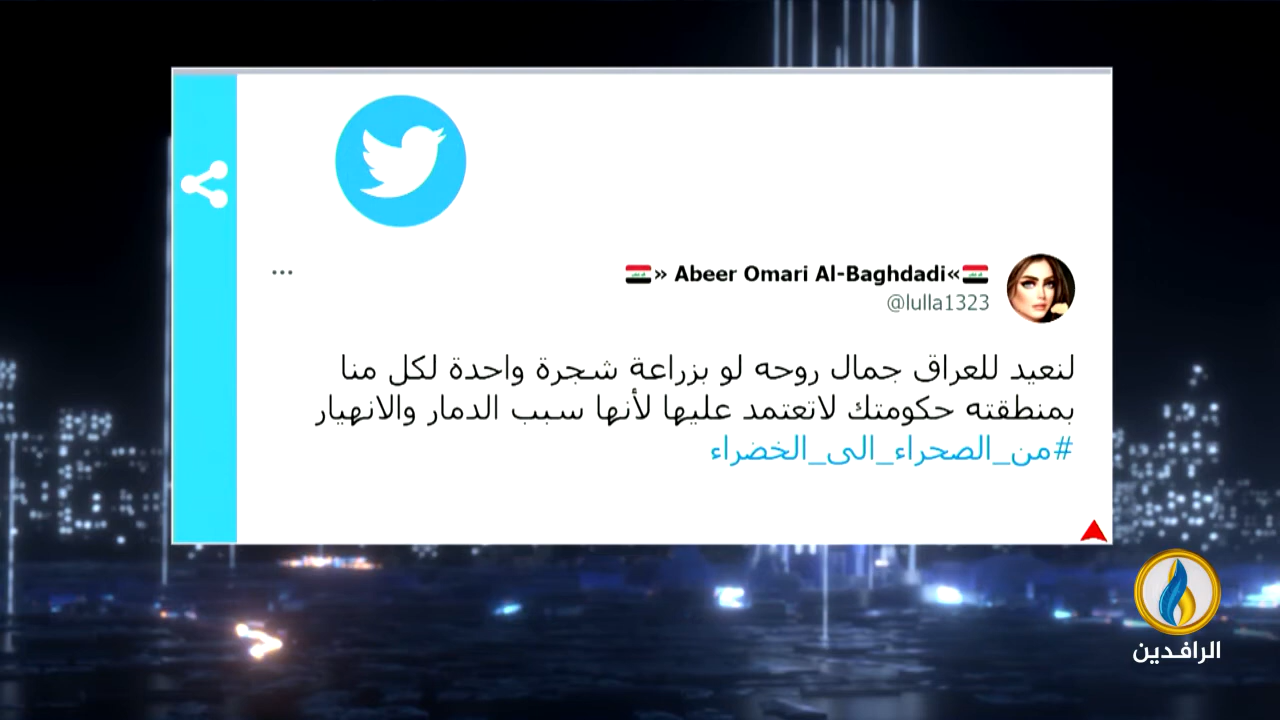 🇮🇶» Abeer Omari Al-Baghdadi«🇮🇶
@lulla1323
لنعيد للعراق جمال روحه لو بزراعة شجرة واحدة لكل منا
بمنطقته حكومتك لاتعتمد عليها لأنها سبب الدمار والانهيار
#من_الصحراء_الى_الخضراء
الرافدين